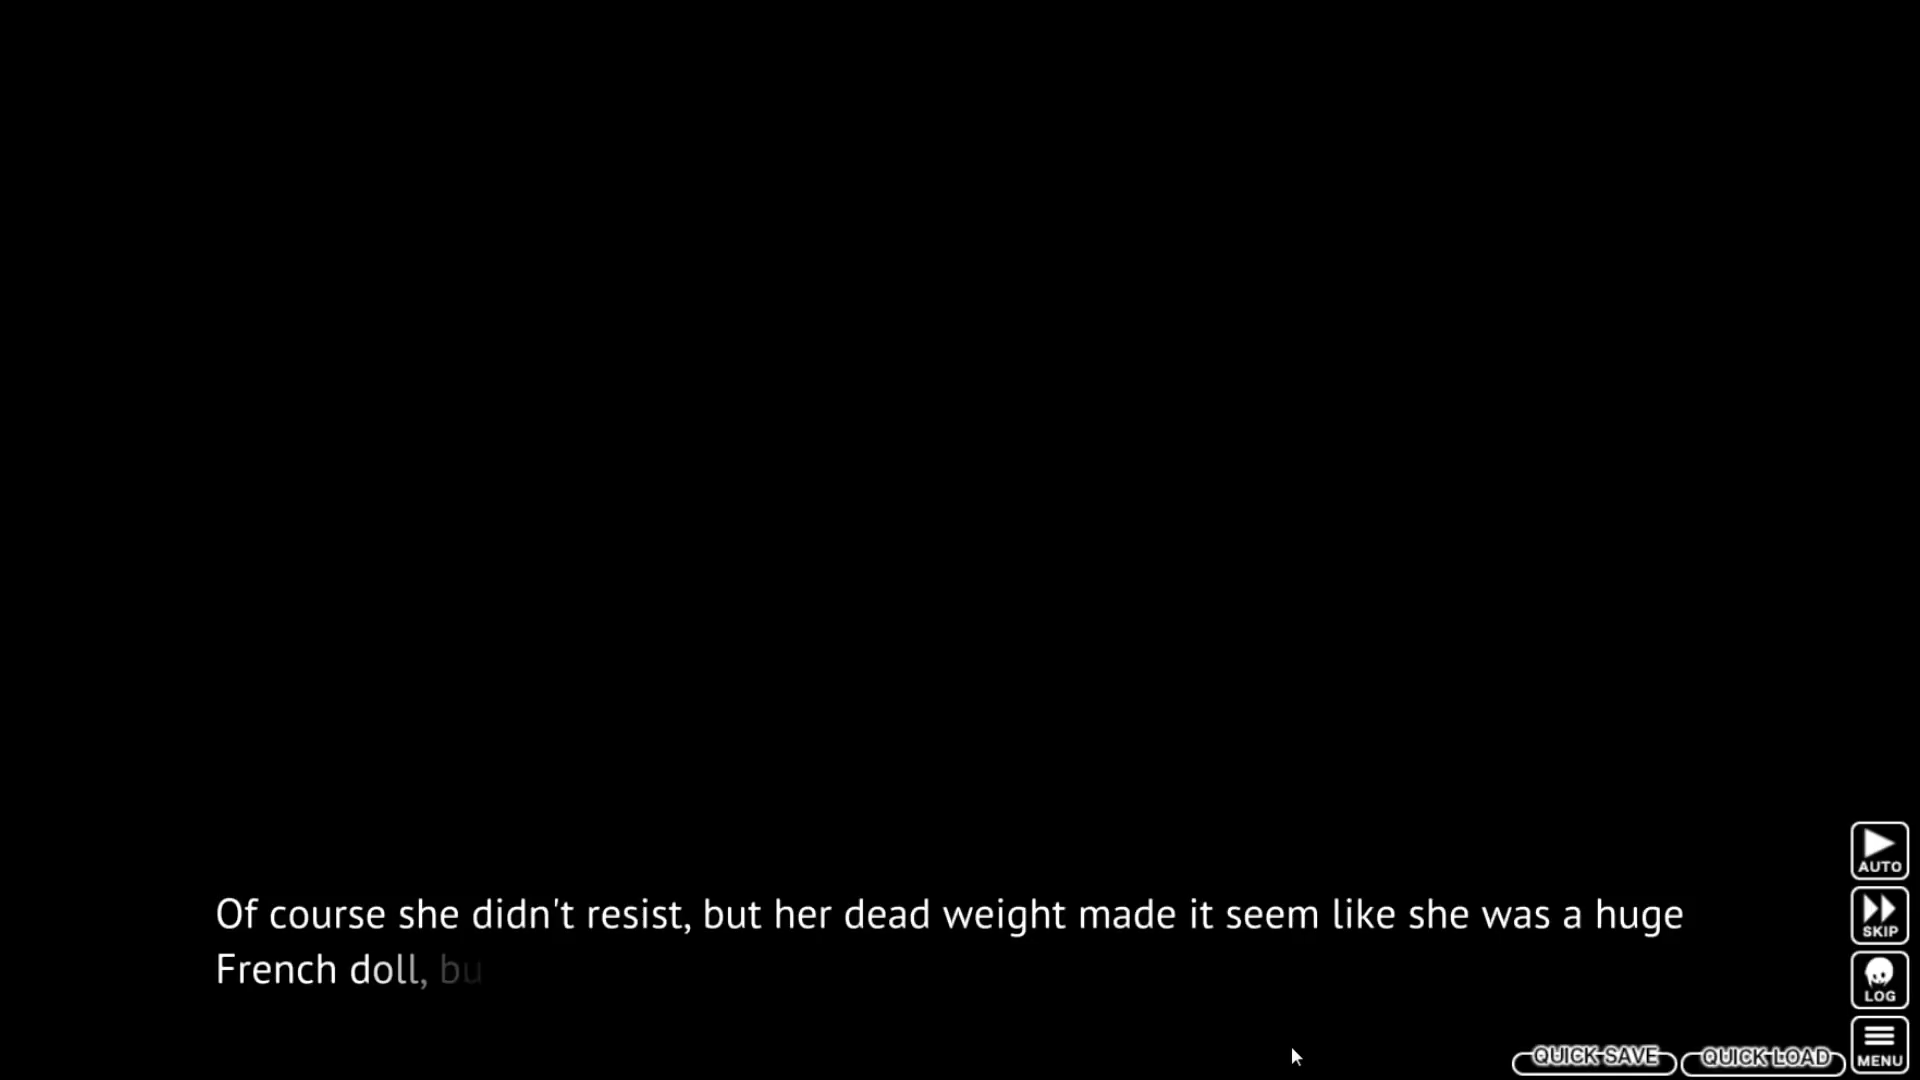 Of course she didn't resist, but her dead weight made it seem like she was a huge
French doll, bu
AUTO
SKIP
LOG
MENU
QUICK SAVE
QUICK LOAD